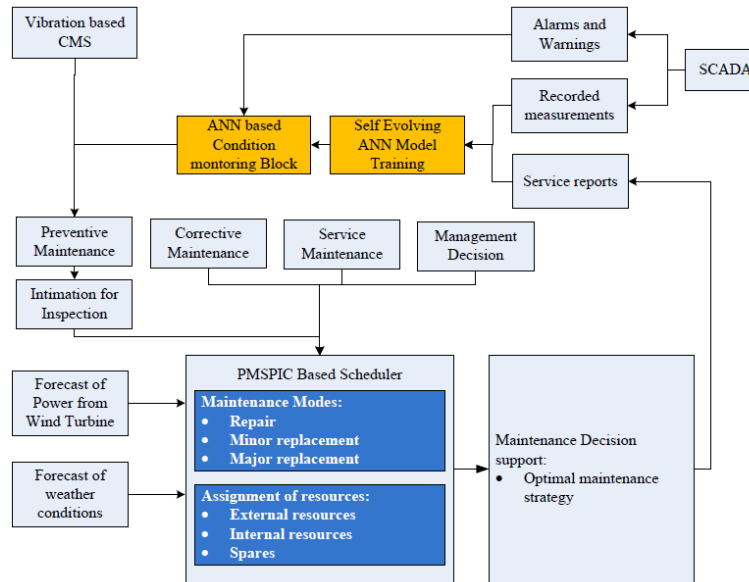 Vibration based
CMS
Alarms and
Warnings
SCADA
Recorded
measurements
ANN based
Condition
montoring Block
Self Evolving
ANN Model
Training
Service reports
Preventive
Maintenance
Corrective
Maintenance
Service
Maintenance
Management
Decision
Intimation for
Inspection
PMSPIC Based Scheduler
Forecast of
Power from
Wind Turbine
Maintenance Modes:
• Repair
• Minor replacement
• Major replacement
Maintenance Decision
support:
• Optimal maintenance
strategy
Forecast of
weather
conditions
Assignment of resources:
• External resources
• Internal resources
• Spares